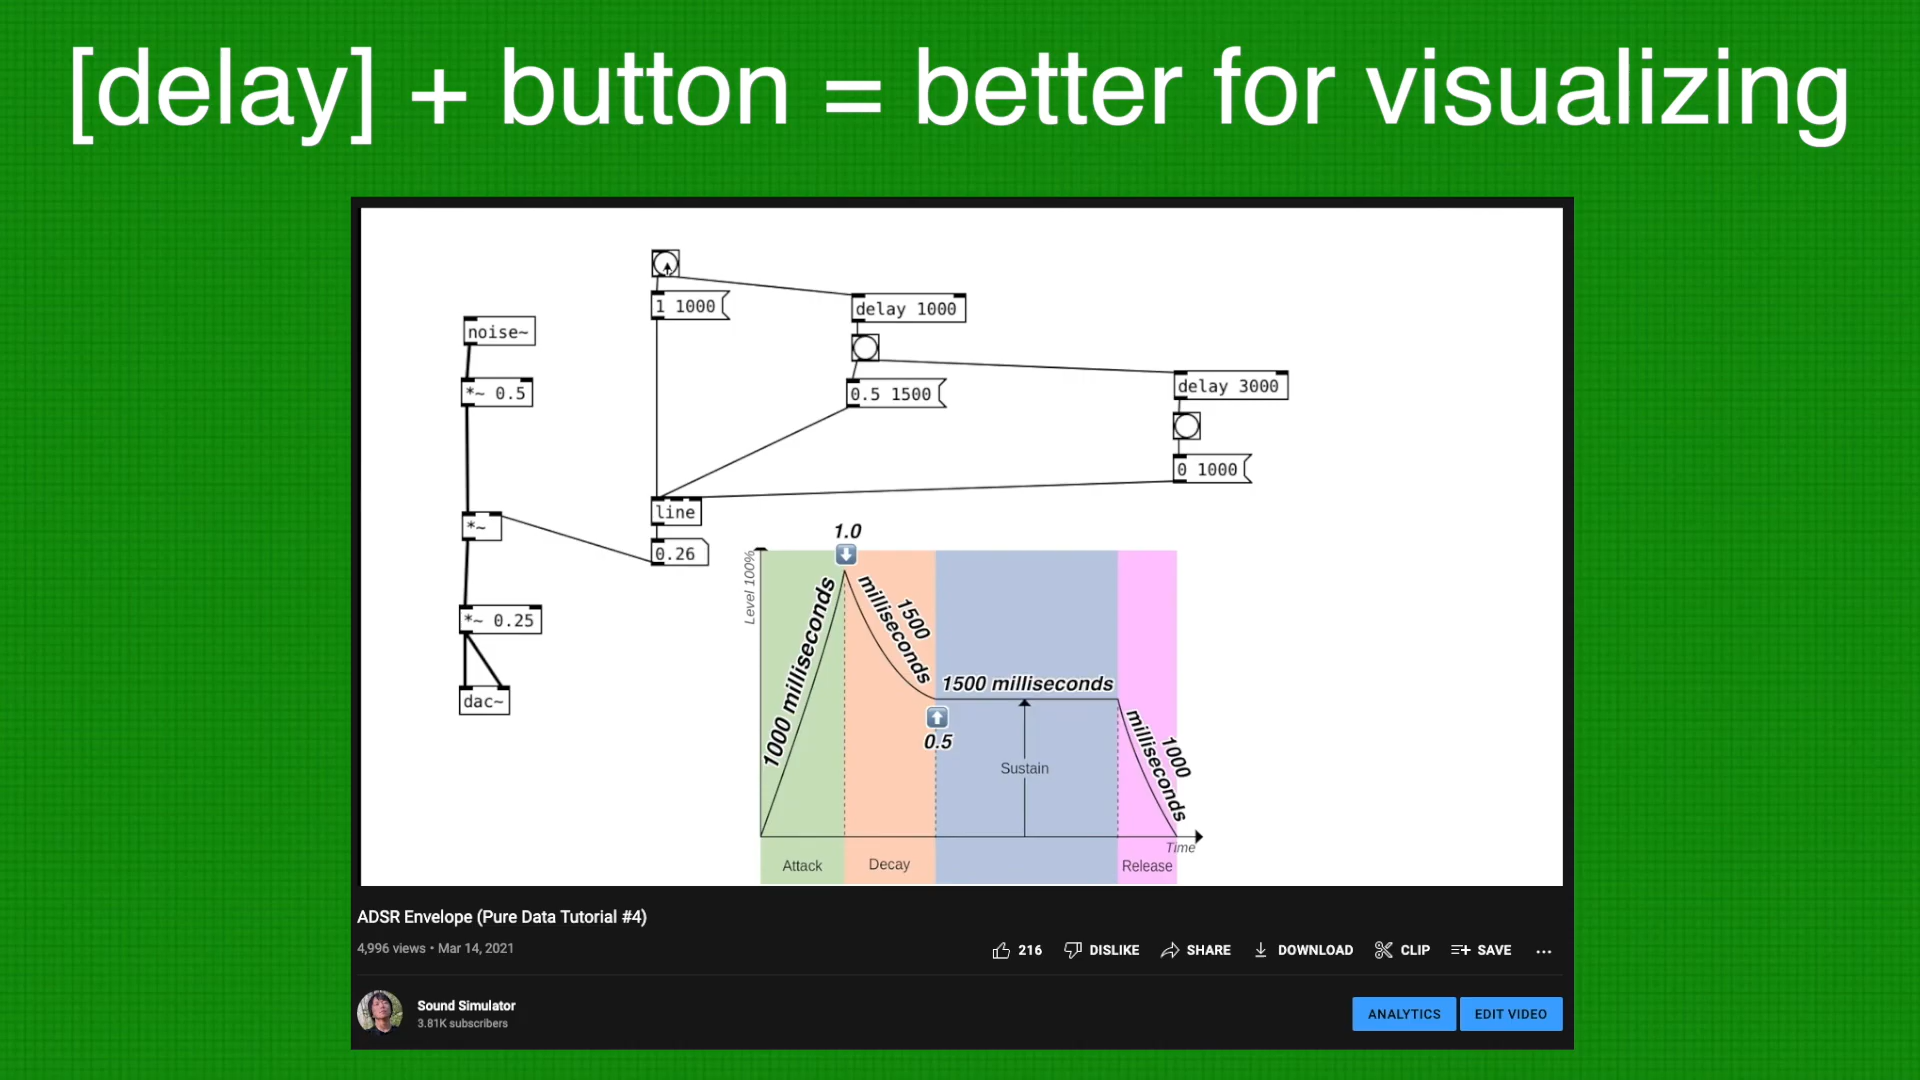 [delay] + button = better for visualizing
1 1000
delay 1000
noise~
*~ 0.5
0.5 1500
delay 3000
0 1000
line
*~
0.26
*~ 0.25
dac~
1.0
Level 100%
1000 milliseconds
1500
milliseconds
1500 milliseconds
0.5
Sustain
1000
milliseconds
Time
Attack
Decay
Release
ADSR Envelope (Pure Data Tutorial #4)
4,996 views • Mar 14, 2021
216 DISLIKE SHARE DOWNLOAD CLIP SAVE ...
Sound Simulator
3.81K subscribers
ANALYTICS EDIT VIDEO